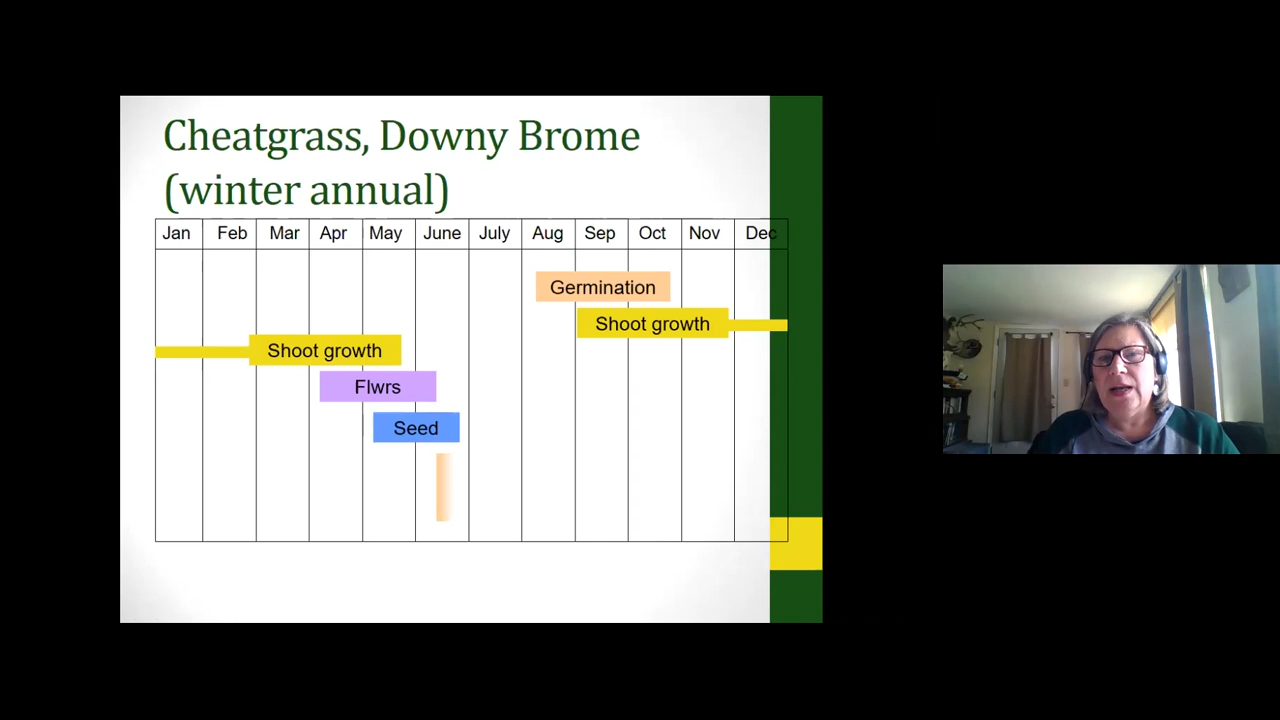 Cheatgrass, Downy Brome
(winter annual)
Jan Feb Mar Apr May June July Aug Sep Oct Nov Dec
Germination
Shoot growth
Shoot growth
Flwrs
Seed